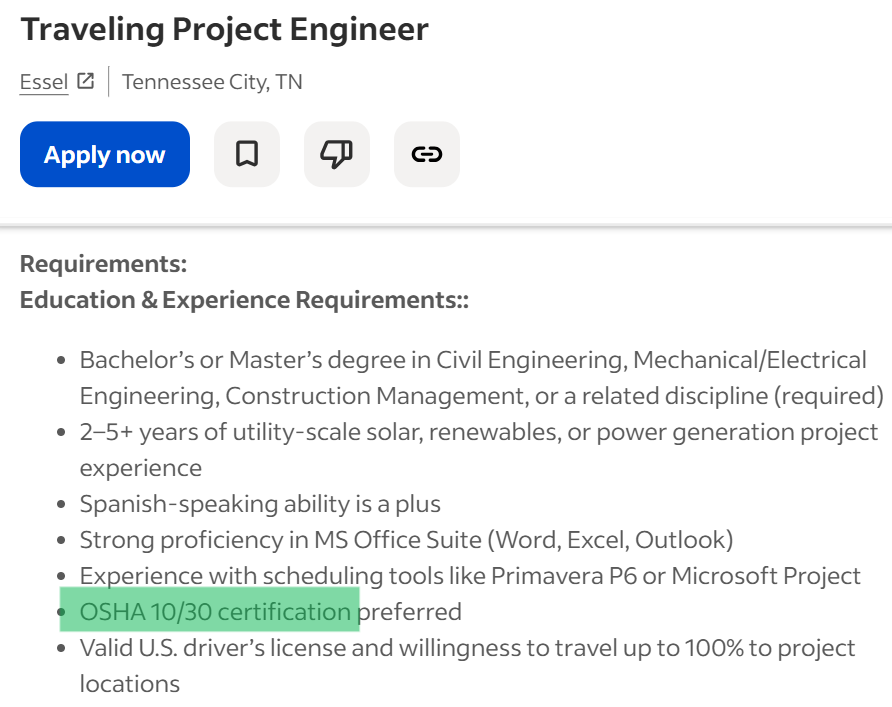 Traveling Project Engineer
Essel | Tennessee City, TN
Apply now
Requirements:
Education & Experience Requirements::
• Bachelor’s or Master’s degree in Civil Engineering, Mechanical/Electrical
Engineering, Construction Management, or a related discipline (required)
• 2–5+ years of utility-scale solar, renewables, or power generation project
experience
• Spanish-speaking ability is a plus
• Strong proficiency in MS Office Suite (Word, Excel, Outlook)
• Experience with scheduling tools like Primavera P6 or Microsoft Project
• OSHA 10/30 certification preferred
• Valid U.S. driver’s license and willingness to travel up to 100% to project
locations